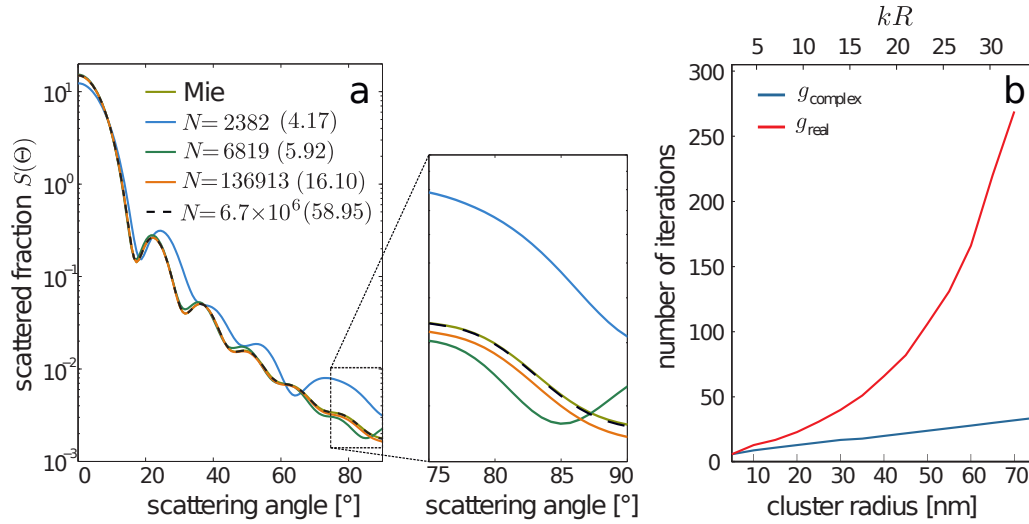 a
scattered fraction S(Θ)
10^1
10^0
10^-1
10^-2
10^-3
0 20 40 60 80
scattering angle [°]
Mie
N=2382 (4.17)
N=6819 (5.92)
N=136913 (16.10)
N=6.7×10^6 (58.95)
75 80 85 90
scattering angle [°]
kR
5 10 15 20 25 30
b
number of iterations
300
250
200
150
100
50
0
g_complex
g_real
10 20 30 40 50 60 70
cluster radius [nm]